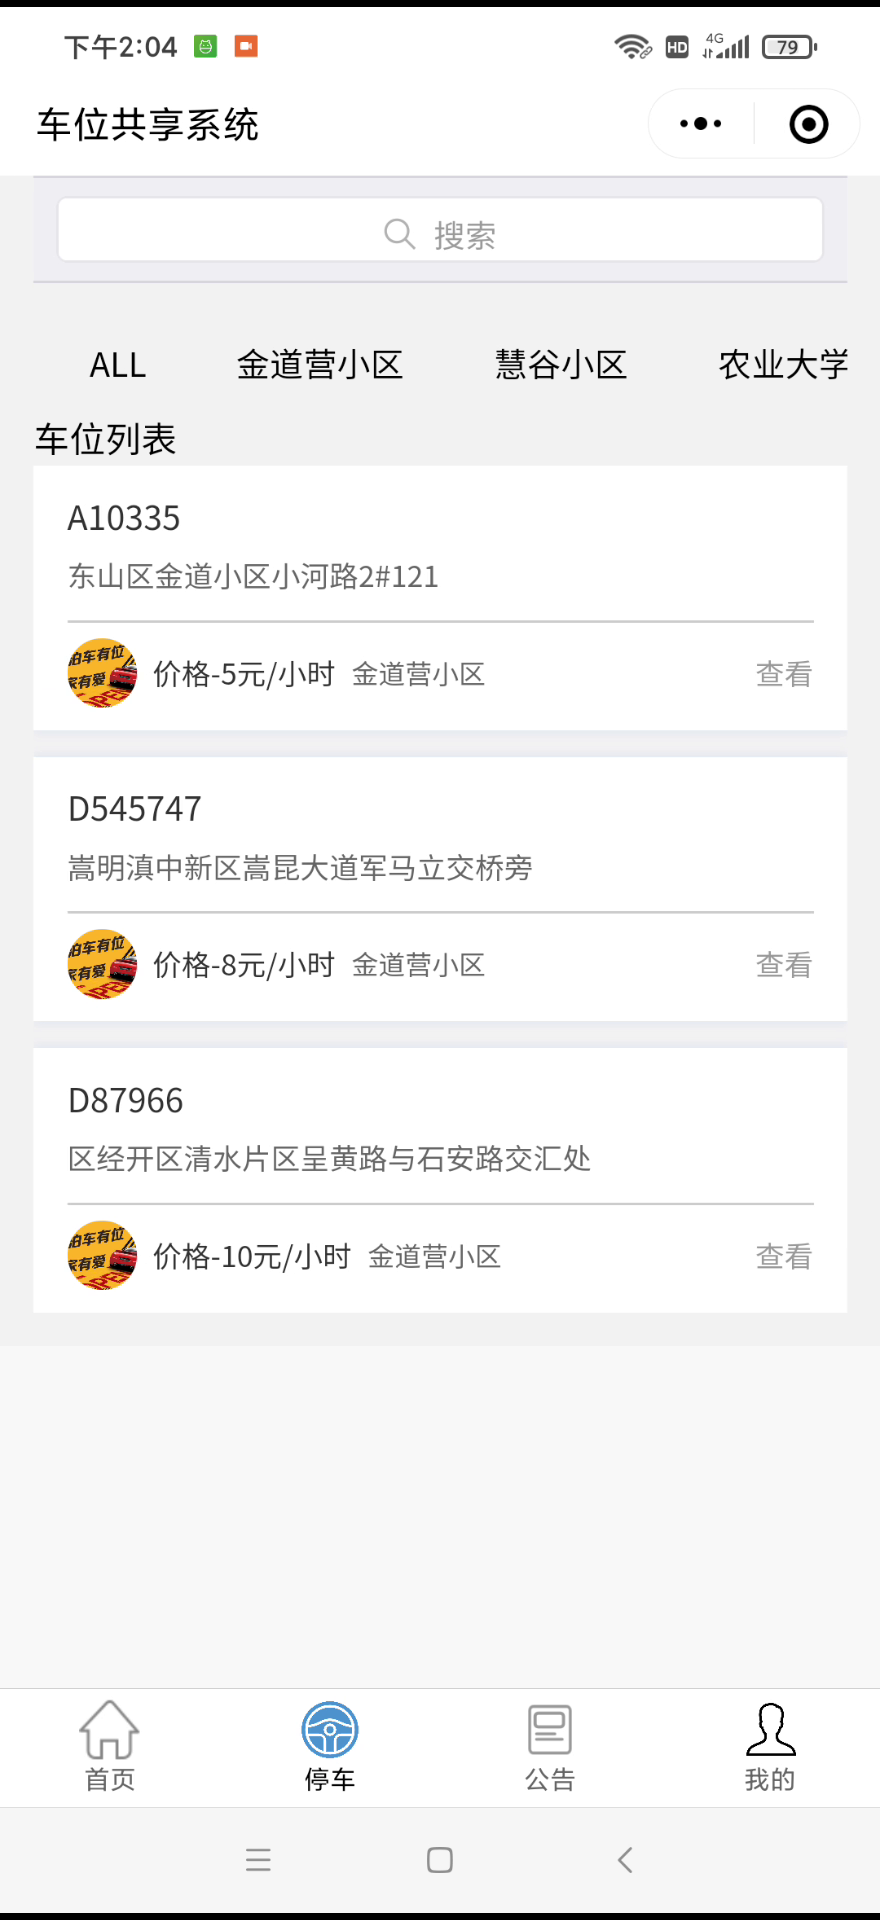 下午2:04
HD
4G
79
车位共享系统
搜索
ALL 金道营小区 慧谷小区 农业大学
车位列表
A10335
东山区金道小区小河路2#121
泊车有位
家有爱
价格-5元/小时 金道营小区 查看
D545747
嵩明滇中新区嵩昆大道军马立交桥旁
泊车有位
家有爱
价格-8元/小时 金道营小区 查看
D87966
区经开区清水片区呈黄路与石安路交汇处
泊车有位
家有爱
价格-10元/小时 金道营小区 查看
首页 停车 公告 我的